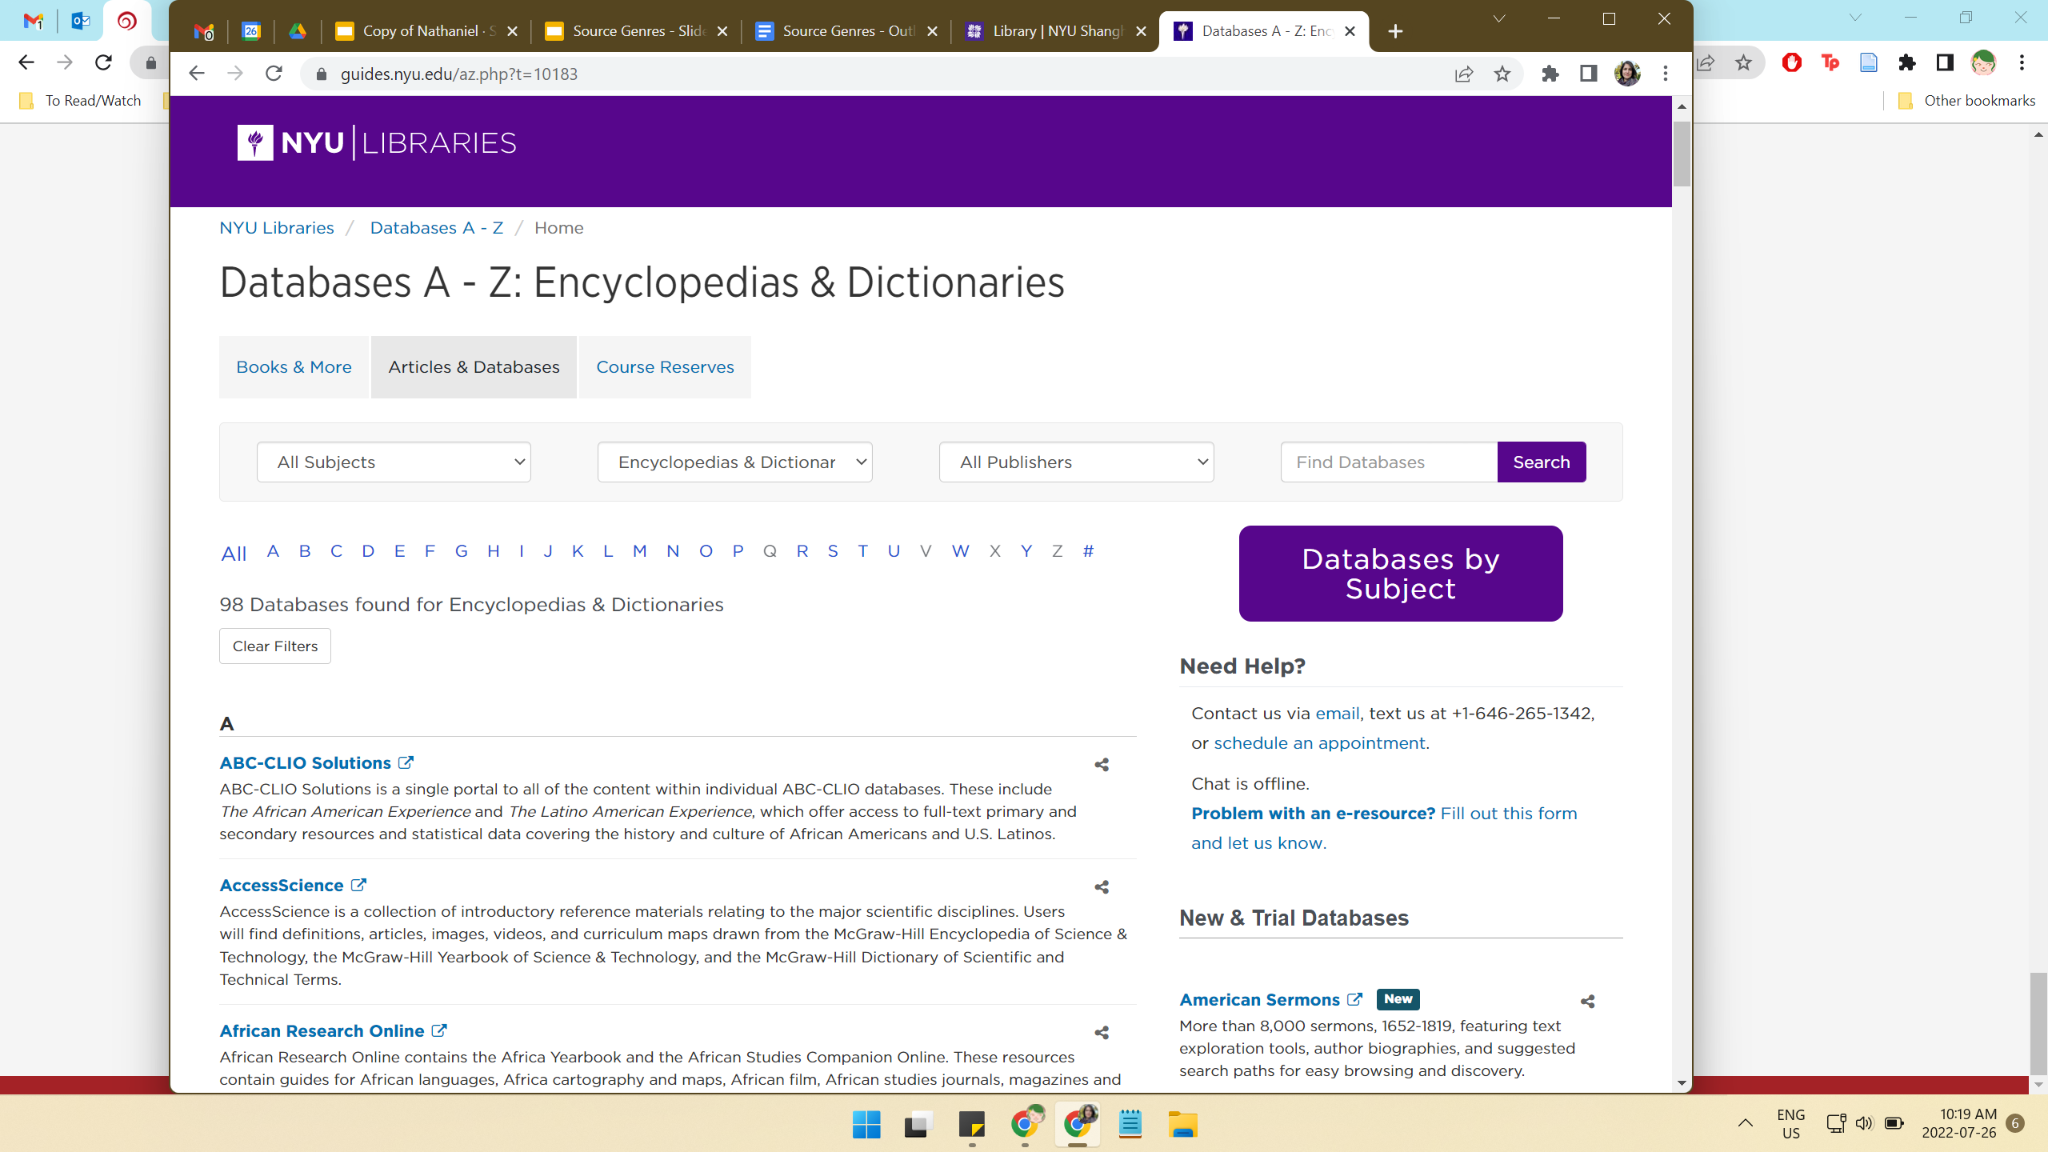 Copy of Nathaniel · S
Source Genres - Slide
Source Genres - Outl
Library | NYU Shangh
Databases A - Z: Enc
guides.nyu.edu/az.php?t=10183
To Read/Watch
Other bookmarks
NYU LIBRARIES
NYU Libraries / Databases A - Z / Home
Databases A - Z: Encyclopedias & Dictionaries
Books & More
Articles & Databases
Course Reserves
All Subjects
Encyclopedias & Dictionar
All Publishers
Find Databases
Search
All A B C D E F G H I J K L M N O P Q R S T U V W X Y Z #
98 Databases found for Encyclopedias & Dictionaries
Clear Filters
A
ABC-CLIO Solutions
ABC-CLIO Solutions is a single portal to all of the content within individual ABC-CLIO databases. These include
The African American Experience and The Latino American Experience, which offer access to full-text primary and
secondary resources and statistical data covering the history and culture of African Americans and U.S. Latinos.
AccessScience
AccessScience is a collection of introductory reference materials relating to the major scientific disciplines. Users
will find definitions, articles, images, videos, and curriculum maps drawn from the McGraw-Hill Encyclopedia of Science &
Technology, the McGraw-Hill Yearbook of Science & Technology, and the McGraw-Hill Dictionary of Scientific and
Technical Terms.
African Research Online
African Research Online contains the Africa Yearbook and the African Studies Companion Online. These resources
contain guides for African languages, Africa cartography and maps, African film, African studies journals, magazines and
Databases by
Subject
Need Help?
Contact us via email, text us at +1-646-265-1342,
or schedule an appointment.
Chat is offline.
Problem with an e-resource? Fill out this form
and let us know.
New & Trial Databases
American Sermons New
More than 8,000 sermons, 1652-1819, featuring text
exploration tools, author biographies, and suggested
search paths for easy browsing and discovery.
ENG
US
10:19 AM
2022-07-26
6